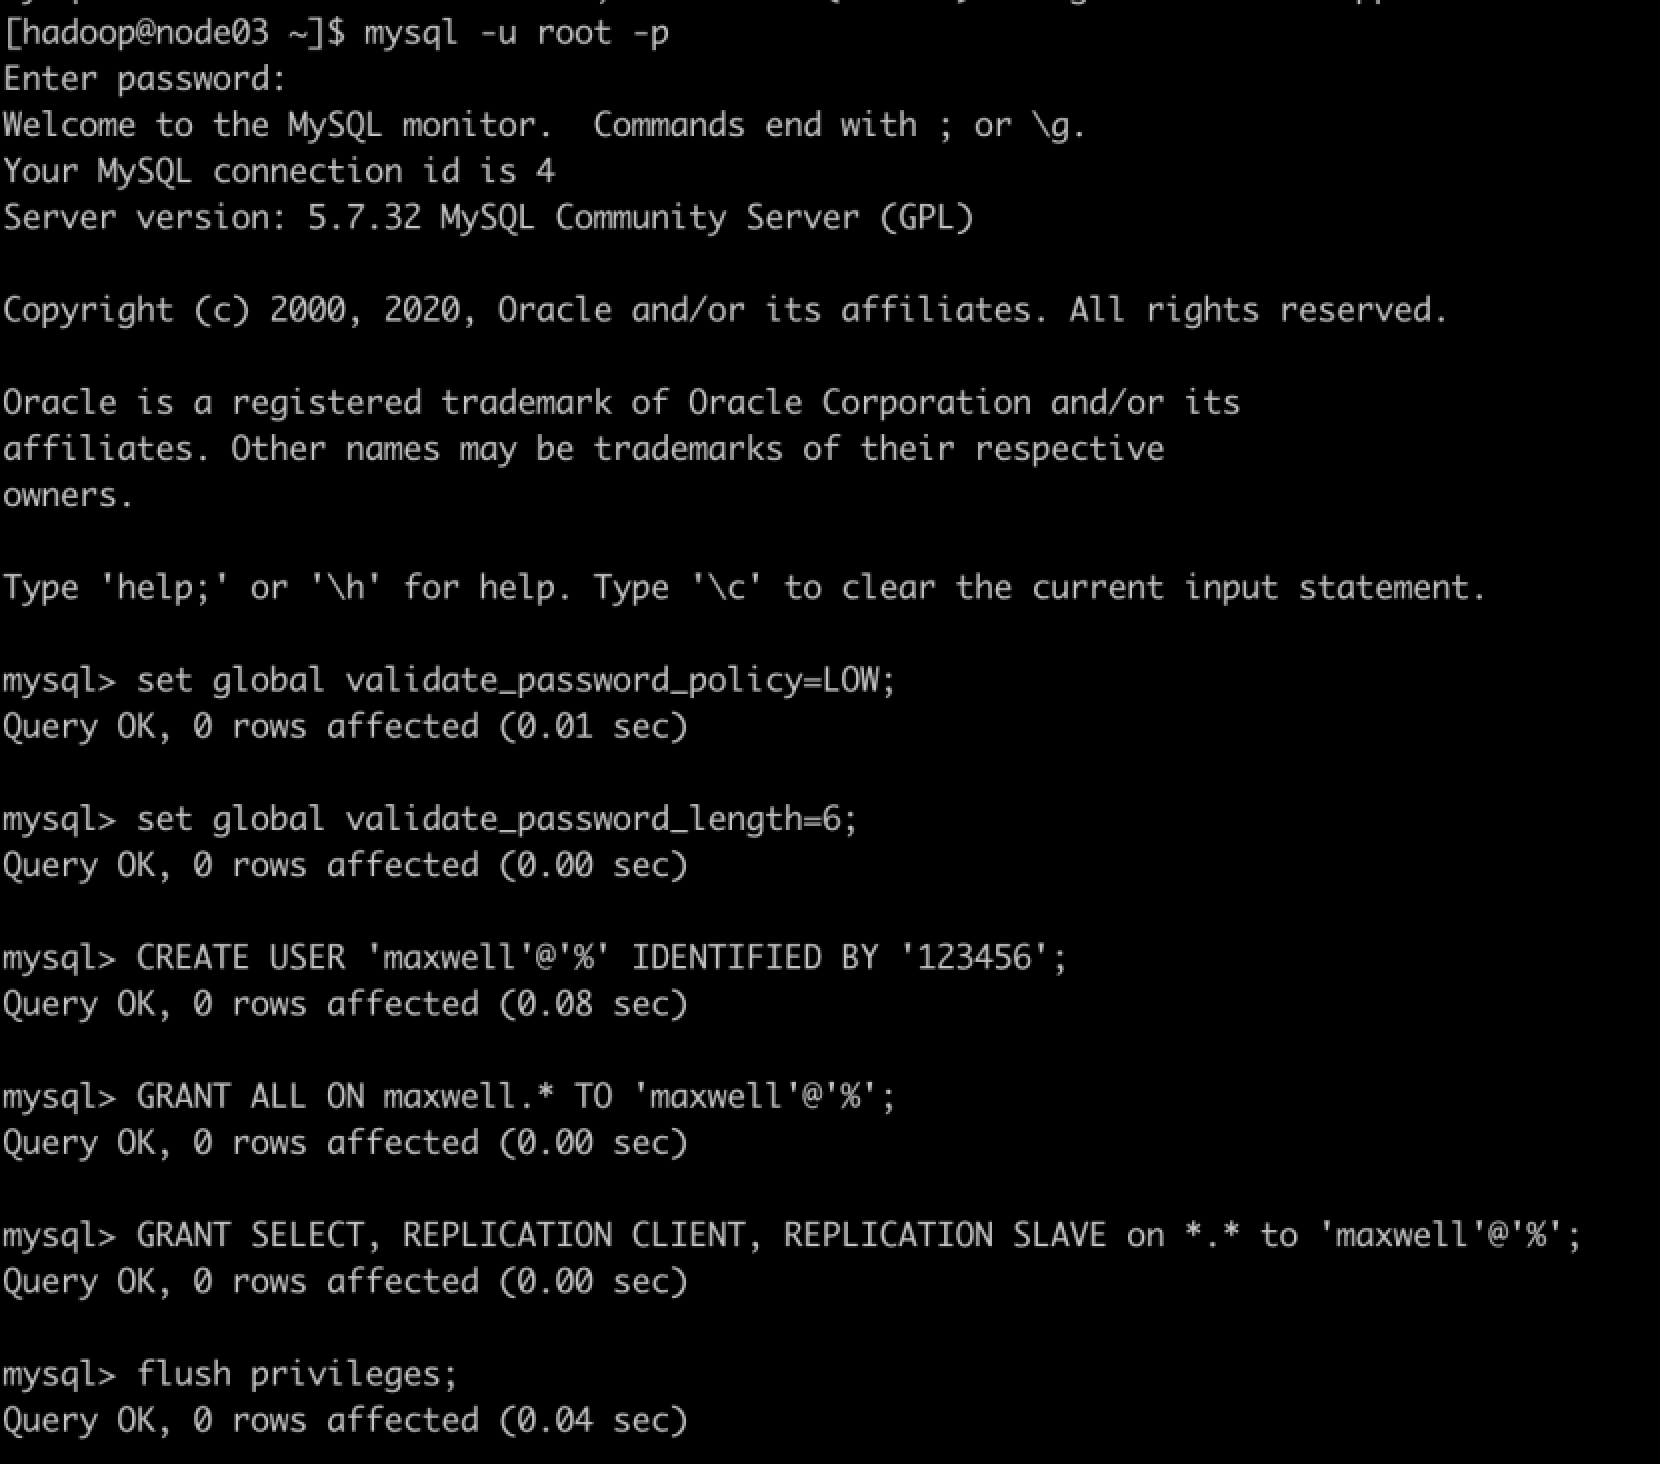 [hadoop@node03 ~]$ mysql -u root -p
Enter password:
Welcome to the MySQL monitor.  Commands end with ; or \g.
Your MySQL connection id is 4
Server version: 5.7.32 MySQL Community Server (GPL)

Copyright (c) 2000, 2020, Oracle and/or its affiliates. All rights reserved.

Oracle is a registered trademark of Oracle Corporation and/or its
affiliates. Other names may be trademarks of their respective
owners.

Type 'help;' or '\h' for help. Type '\c' to clear the current input statement.

mysql> set global validate_password_policy=LOW;
Query OK, 0 rows affected (0.01 sec)

mysql> set global validate_password_length=6;
Query OK, 0 rows affected (0.00 sec)

mysql> CREATE USER 'maxwell'@'%' IDENTIFIED BY '123456';
Query OK, 0 rows affected (0.08 sec)

mysql> GRANT ALL ON maxwell.* TO 'maxwell'@'%';
Query OK, 0 rows affected (0.00 sec)

mysql> GRANT SELECT, REPLICATION CLIENT, REPLICATION SLAVE on *.* to 'maxwell'@'%';
Query OK, 0 rows affected (0.00 sec)

mysql> flush privileges;
Query OK, 0 rows affected (0.04 sec)